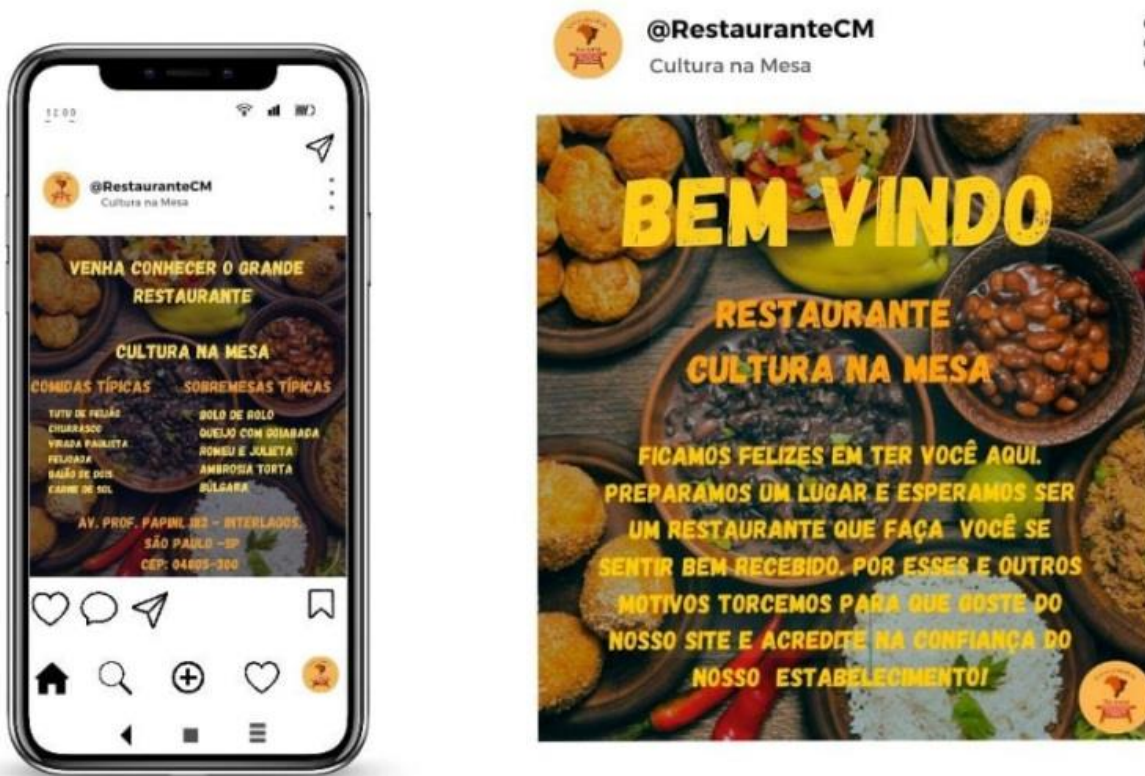 @RestauranteCM
Cultura na Mesa
VENHA CONHECER O GRANDE
RESTAURANTE
CULTURA NA MESA
COMIDAS TÍPICAS
TUTU DE FEIJÃO
CHURRASCO
VIRADA PAULISTA
FEIJOADA
BAIÃO DE DOIS
CARNE DE SOL
SOBREMESAS TÍPICAS
BOLO DE ROLO
QUEIJO COM GOIABADA
ROMEU E JULIETA
AMBROSIA TORTA
BÚLGARA
AV. PROF. PAPINI, 182 - INTERLAGOS.
SÃO PAULO -SP
CEP: 04805-300
@RestauranteCM
Cultura na Mesa
BEM VINDO
RESTAURANTE
CULTURA NA MESA
FICAMOS FELIZES EM TER VOCÊ AQUI.
PREPARAMOS UM LUGAR E ESPERAMOS SER
UM RESTAURANTE QUE FAÇA VOCÊ SE
SENTIR BEM RECEBIDO. POR ESSES E OUTROS
MOTIVOS TORCEMOS PARA QUE GOSTE DO
NOSSO SITE E ACREDITE NA CONFIANÇA DO
NOSSO ESTABELECIMENTO!